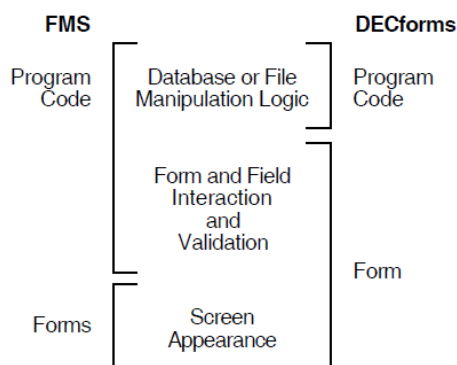 FMS
DECforms
Program
Code
Database or File
Manipulation Logic
Program
Code
Form and Field
Interaction
and
Validation
Form
Forms
Screen
Appearance